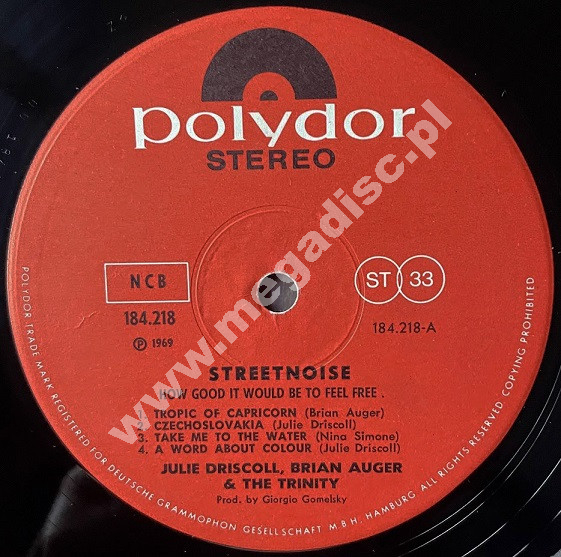 polydor
STEREO
NCB
184.218
Ⓟ 1969
ST 33
184.218-A
STREETNOISE
HOW GOOD IT WOULD BE TO FEEL FREE .
1. TROPIC OF CAPRICORN (Brian Auger)
2. CZECHOSLOVAKIA (Julie Driscoll)
3. TAKE ME TO THE WATER (Nina Simone)
4. A WORD ABOUT COLOUR (Julie Driscoll)
JULIE DRISCOLL, BRIAN AUGER
& THE TRINITY
Prod. by Giorgio Gomelsky
POLYDOR TRADE MARK REGISTERED FOR DEUTSCHE GRAMMOPHON GESELLSCHAFT M.B.H. HAMBURG ALL RIGHTS RESERVED. COPYING PROHIBITED
www.megadisc.pl